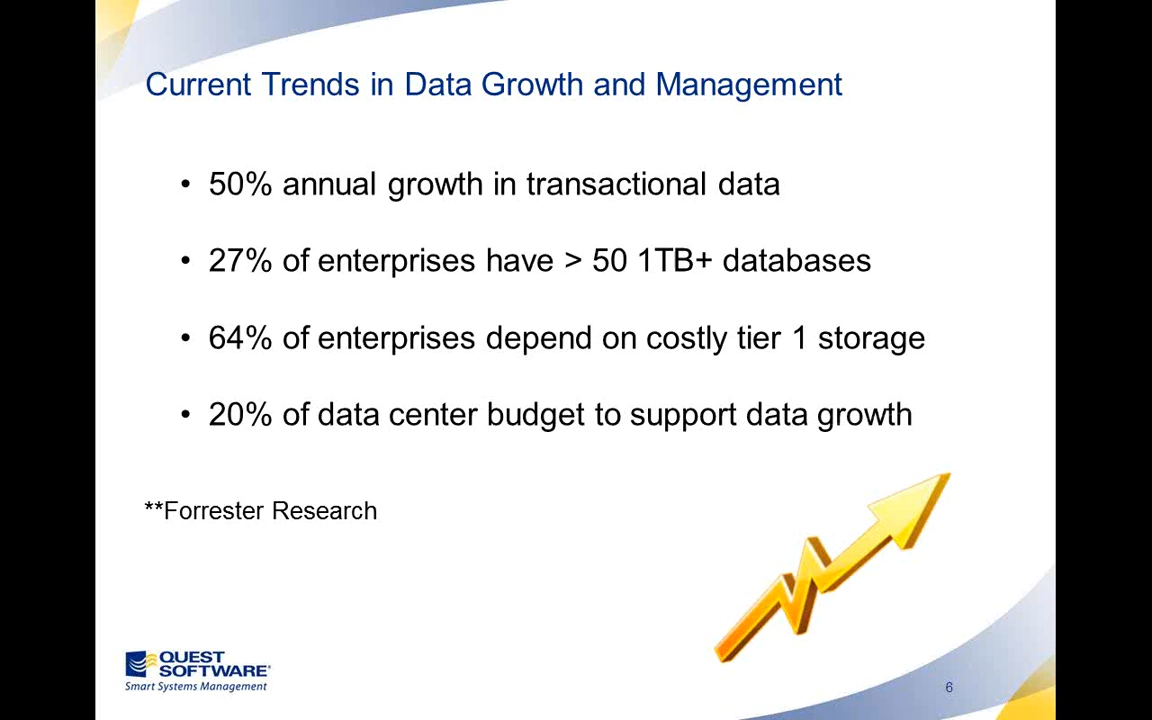 Current Trends in Data Growth and Management
• 50% annual growth in transactional data
• 27% of enterprises have > 50 1TB+ databases
• 64% of enterprises depend on costly tier 1 storage
• 20% of data center budget to support data growth
**Forrester Research
QUEST
SOFTWARE®
Smart Systems Management
6